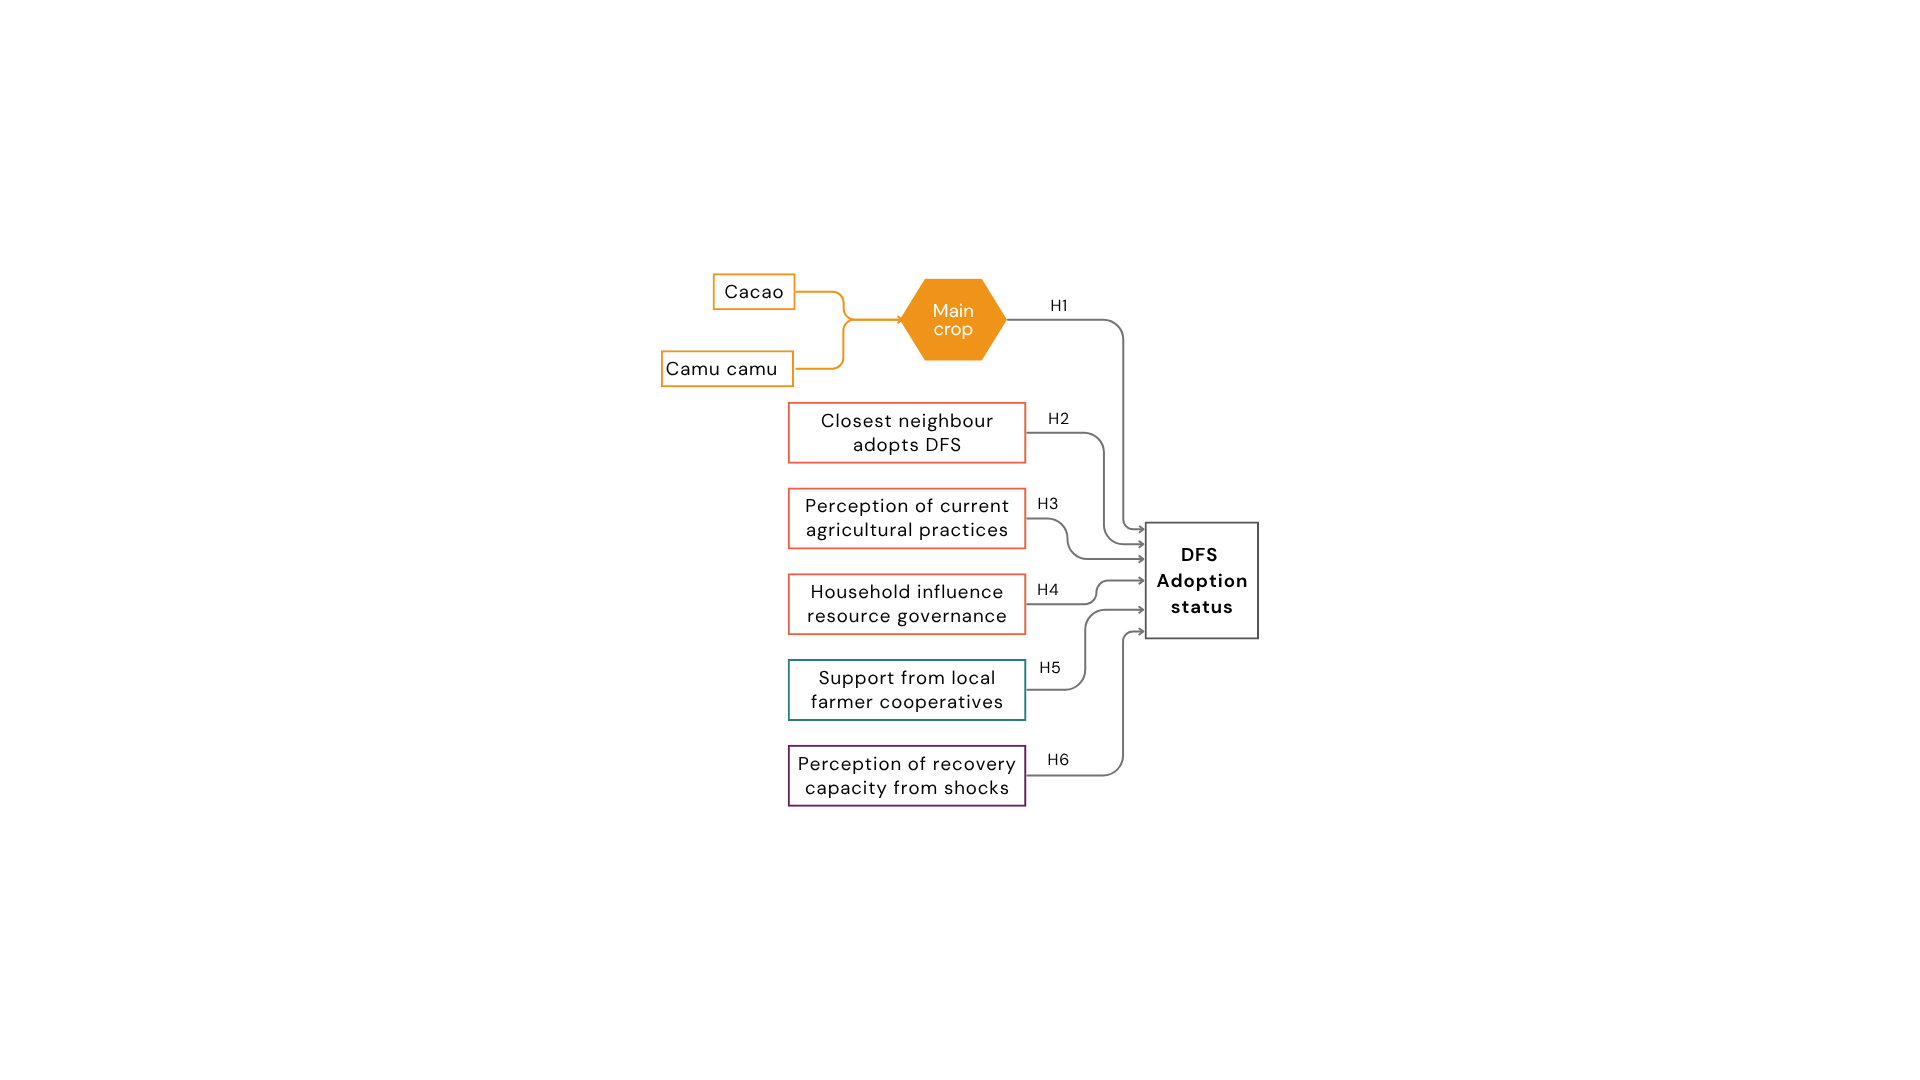 Cacao
Main
crop
H1
Camu camu
Closest neighbour
adopts DFS
H2
Perception of current
agricultural practices
H3
Household influence
resource governance
H4
Support from local
farmer cooperatives
H5
Perception of recovery
capacity from shocks
H6
DFS
Adoption
status